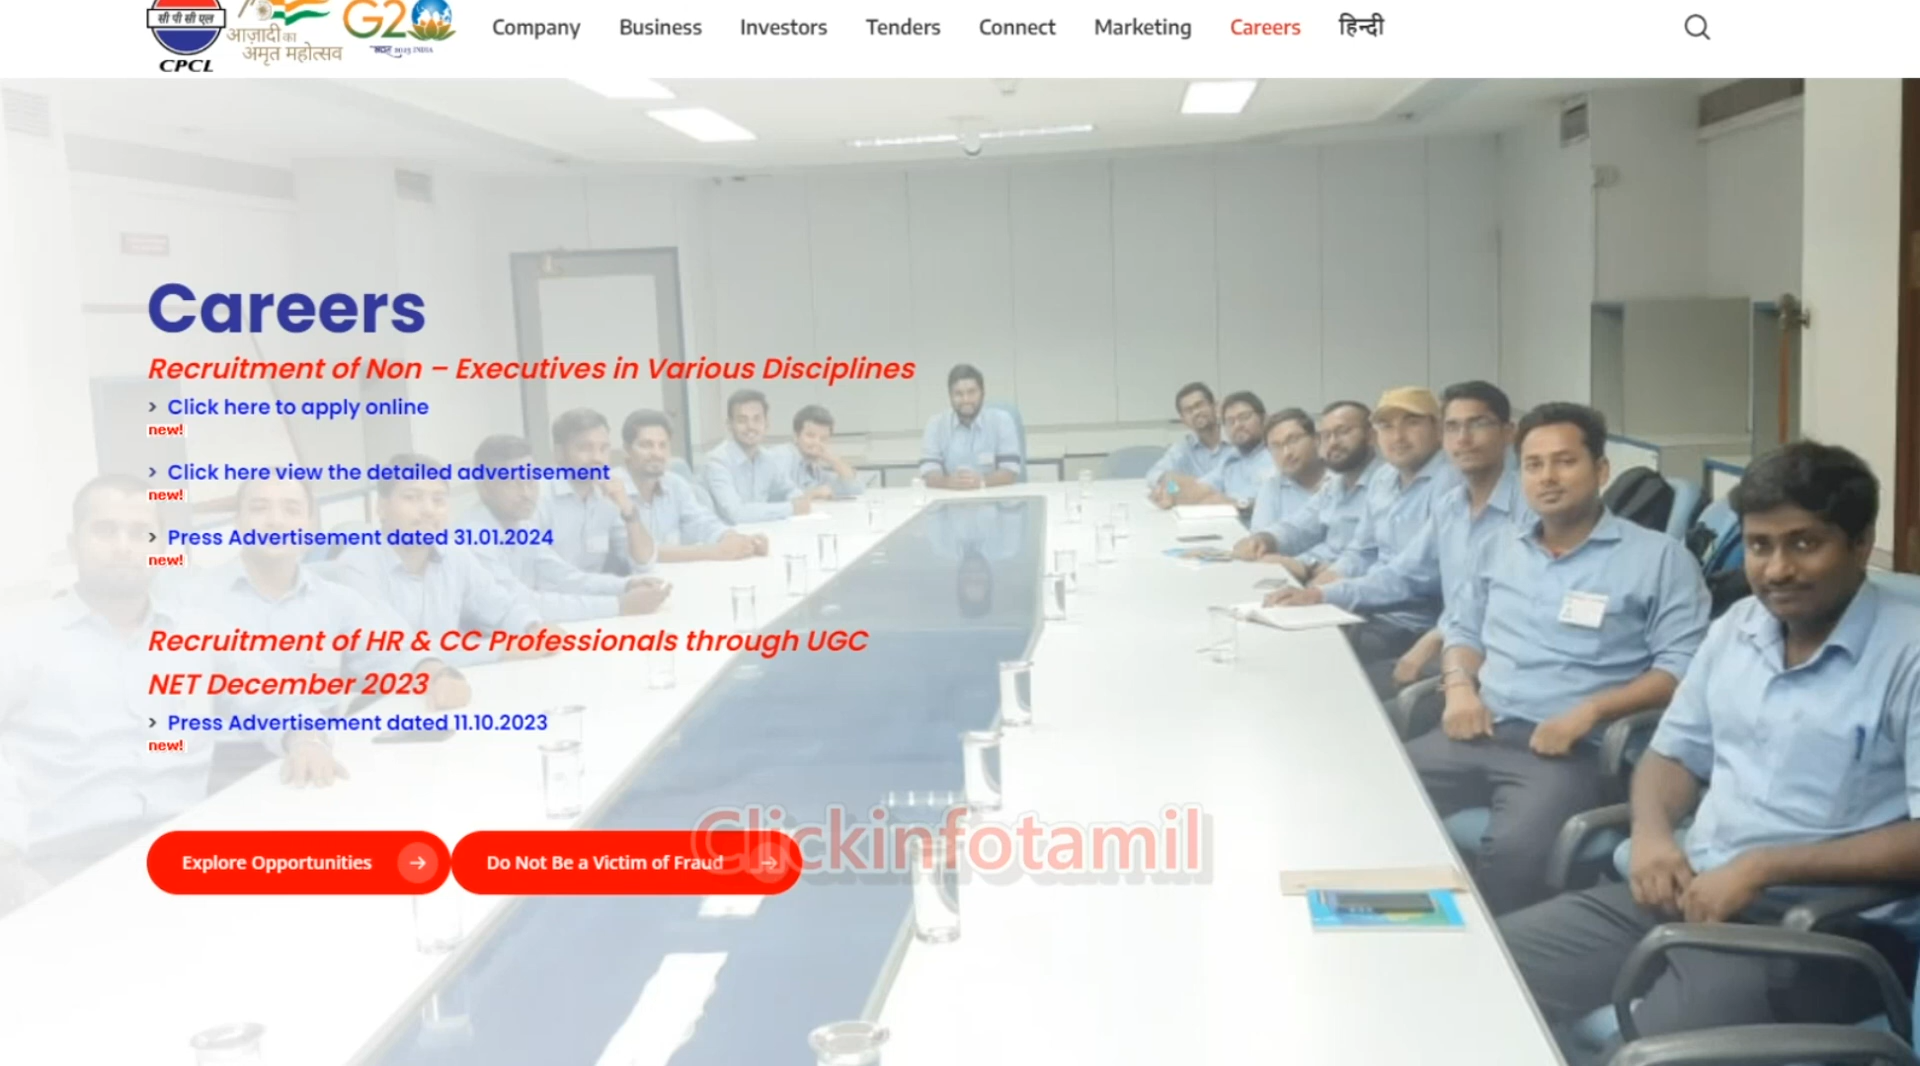 सी पी सी एल
CPCL
आज़ादी का
अमृत महोत्सव
G20
भारत 2023 INDIA
Company
Business
Investors
Tenders
Connect
Marketing
Careers
हिन्दी
Careers
Recruitment of Non – Executives in Various Disciplines
> Click here to apply online
new!
> Click here view the detailed advertisement
new!
> Press Advertisement dated 31.01.2024
new!
Recruitment of HR & CC Professionals through UGC
NET December 2023
> Press Advertisement dated 11.10.2023
new!
Explore Opportunities
Do Not Be a Victim of Fraud
Clickinfotamil